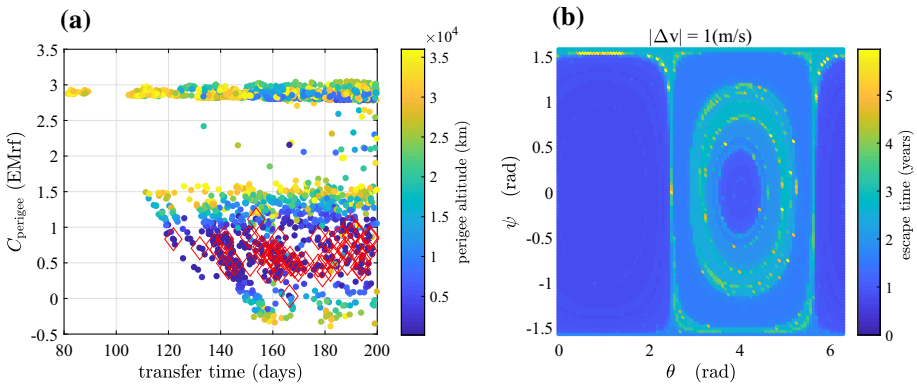 (a)
×10⁴
3.5
3
2.5
2
1.5
1
0.5
0
-0.5
C_perigee (EMrf)
80 100 120 140 160 180 200
transfer time (days)
3.5
3
2.5
2
1.5
1
0.5
perigee altitude (km)
(b)
|Δv| = 1(m/s)
1.5
1
0.5
0
-0.5
-1
-1.5
ψ (rad)
0 2 4 6
θ (rad)
5
4
3
2
1
0
escape time (years)